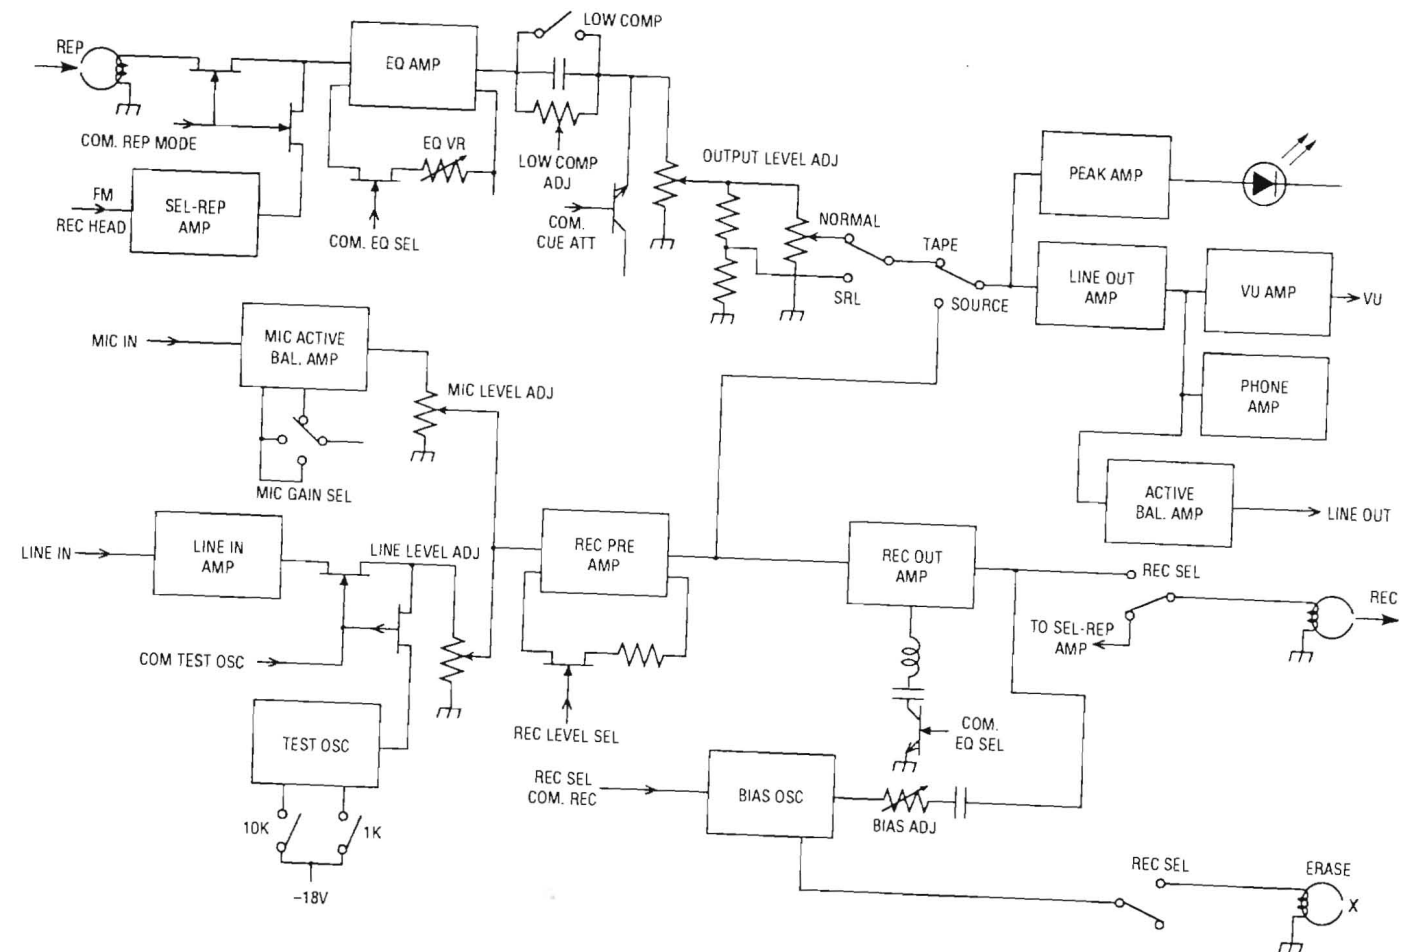 REP
COM. REP MODE
FM
REC HEAD
SEL-REP
AMP
EQ AMP
EQ VR
COM. EQ SEL
LOW COMP
LOW COMP
ADJ
COM.
CUE ATT
OUTPUT LEVEL ADJ
NORMAL
SRL
TAPE
SOURCE
PEAK AMP
LINE OUT
AMP
VU AMP
VU
PHONE
AMP
ACTIVE
BAL. AMP
LINE OUT
MIC IN
MIC ACTIVE
BAL. AMP
MIC LEVEL ADJ
MIC GAIN SEL
LINE IN
LINE IN
AMP
LINE LEVEL ADJ
COM TEST OSC
TEST OSC
10K
1K
-18V
REC PRE
AMP
REC LEVEL SEL
REC OUT
AMP
COM.
EQ SEL
REC SEL
TO SEL-REP
AMP
REC
REC SEL
COM. REC
BIAS OSC
BIAS ADJ
REC SEL
ERASE
X